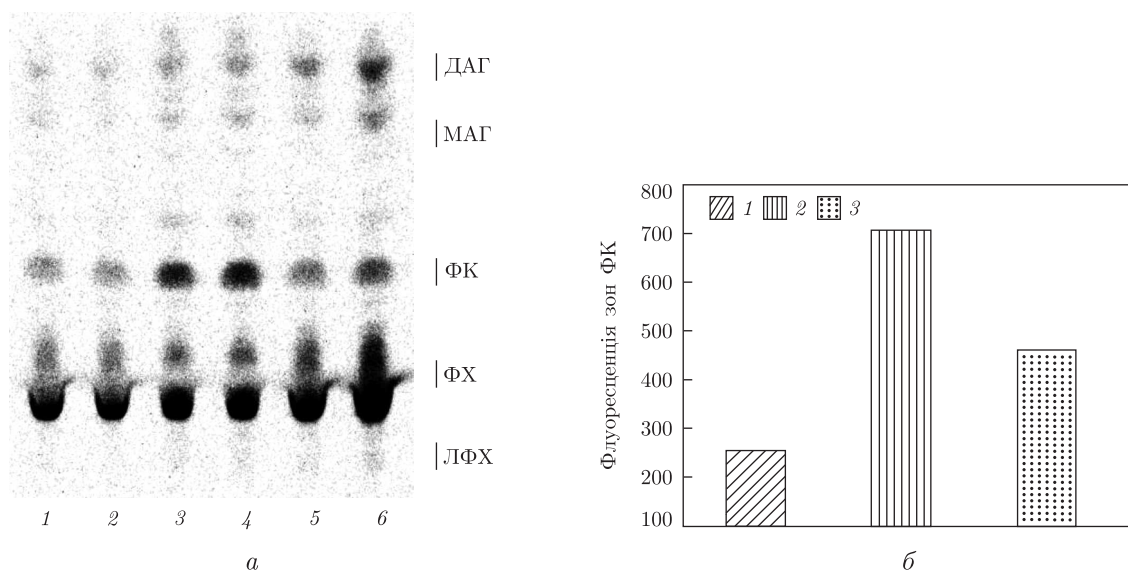 ДАГ
МАГ
ФК
ФХ
ЛФХ
1 2 3 4 5 6
а
Флуоресценція зон ФК
800
700
600
500
400
300
200
100
1 2 3
б